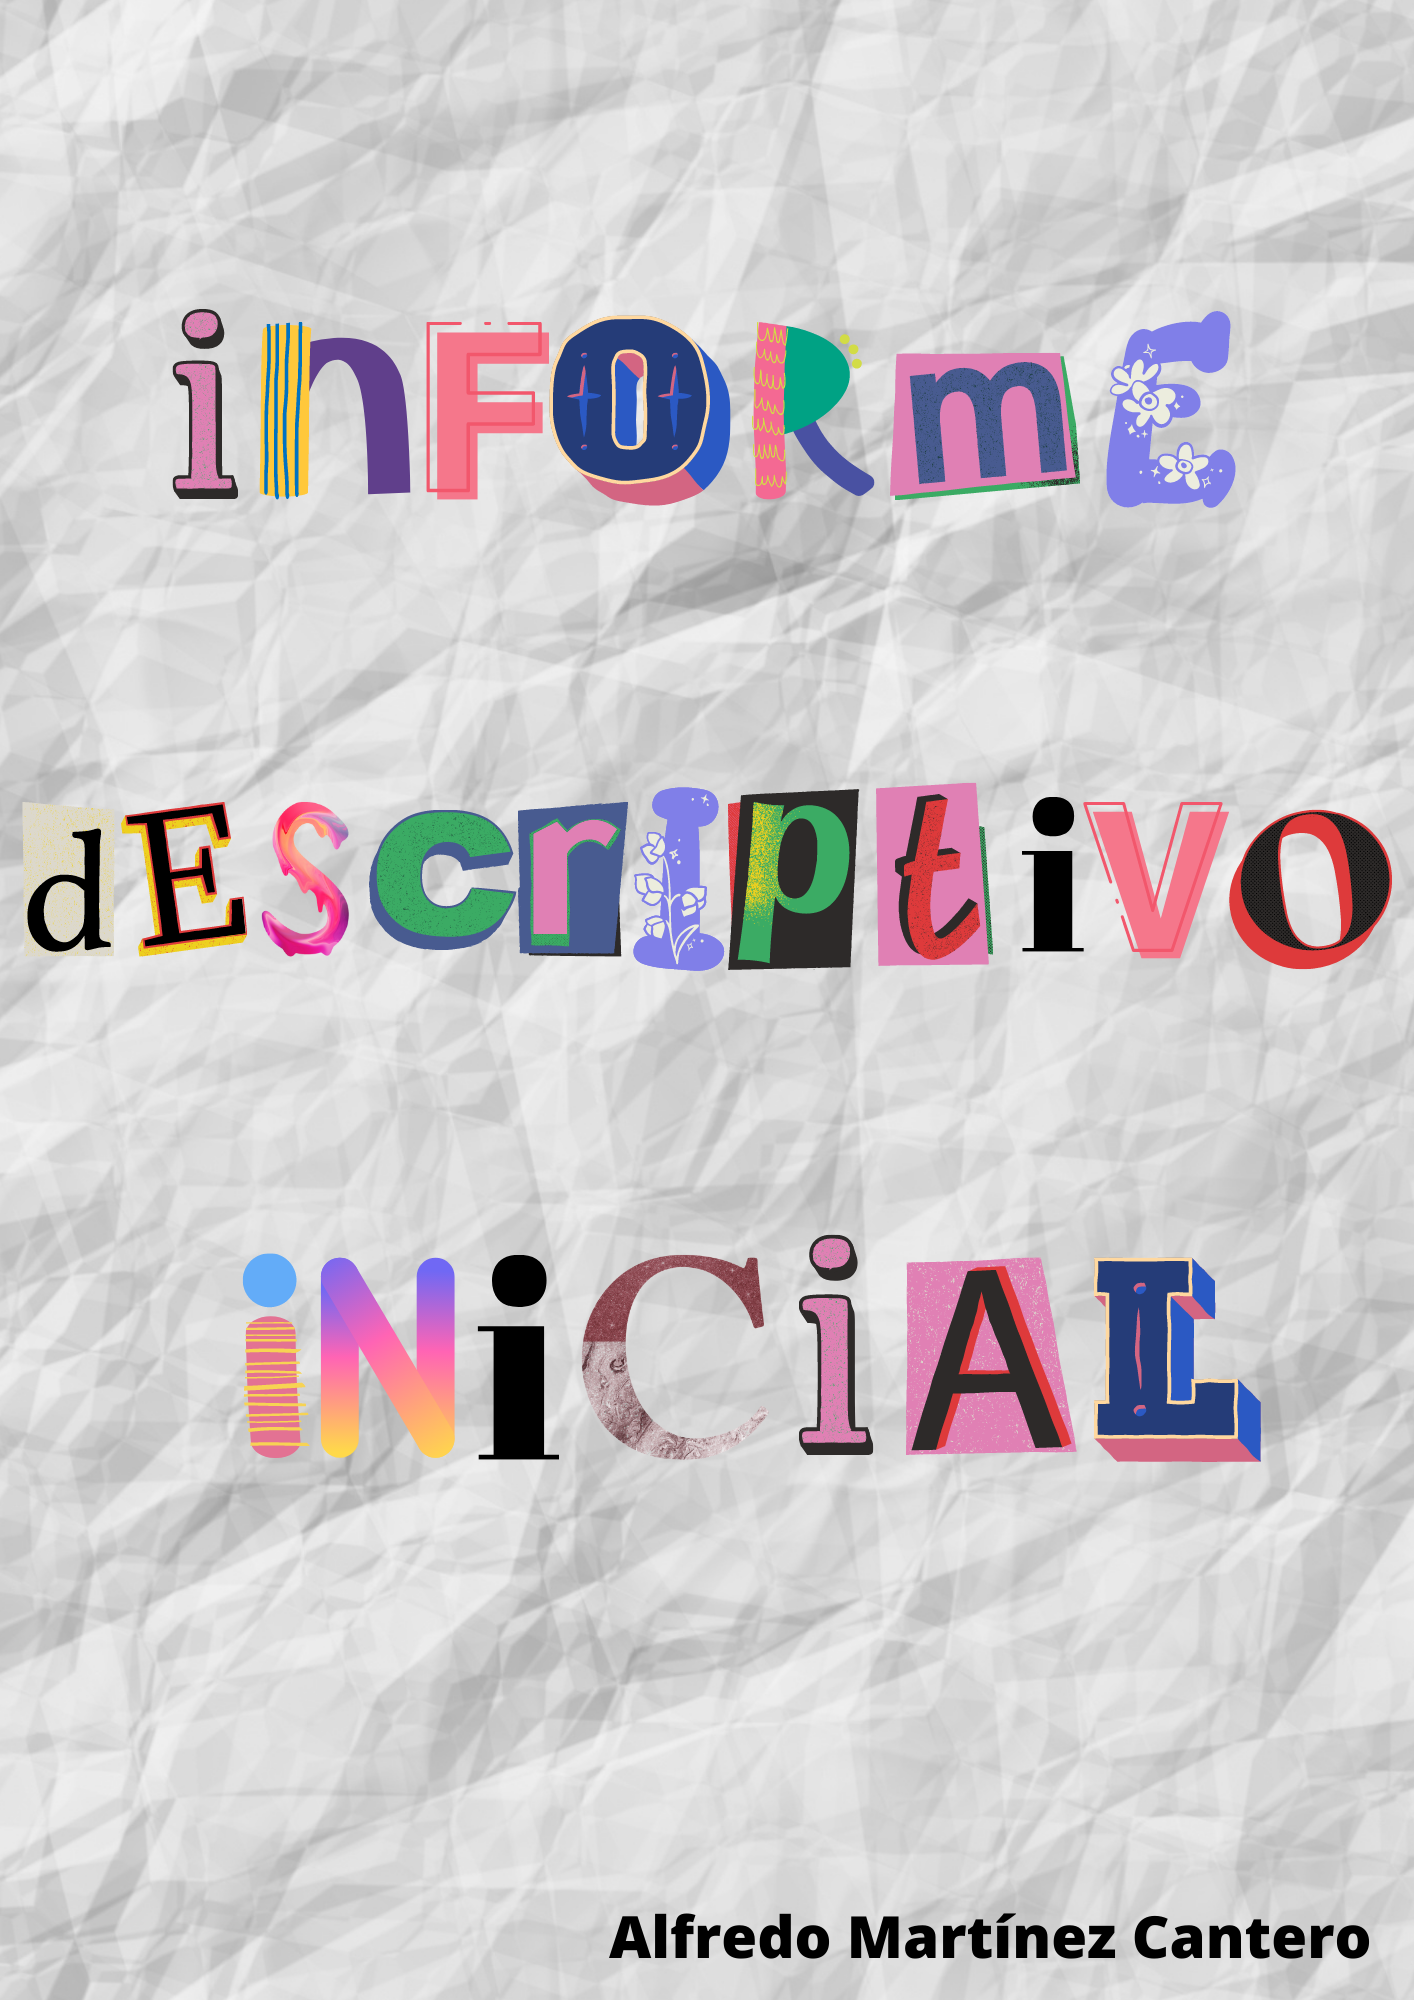 inFORmE
dEScrIptivo
iNiCiAL
Alfredo Martínez Cantero